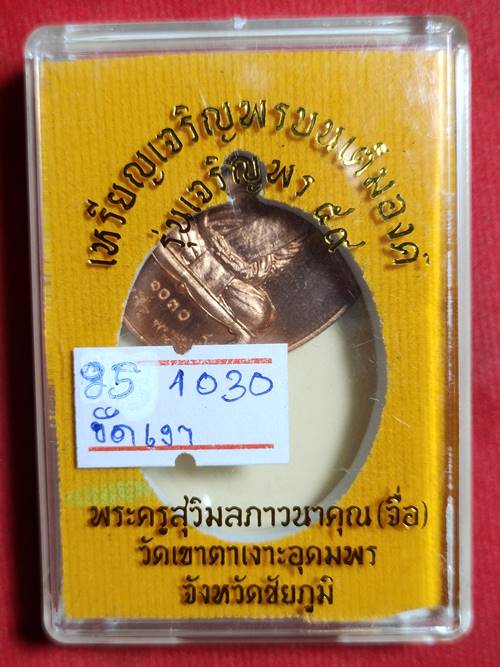 เหรียญเจริญพรบนเต็มองค์
รุ่นเจริญพร ๕๙
๑๐๓๐
95 1030
ขัดเงา
พระครูสุวิมลภาวนาคุณ (จื่อ)
วัดเขาตาเงาะอุดมพร
จังหวัดชัยภูมิ